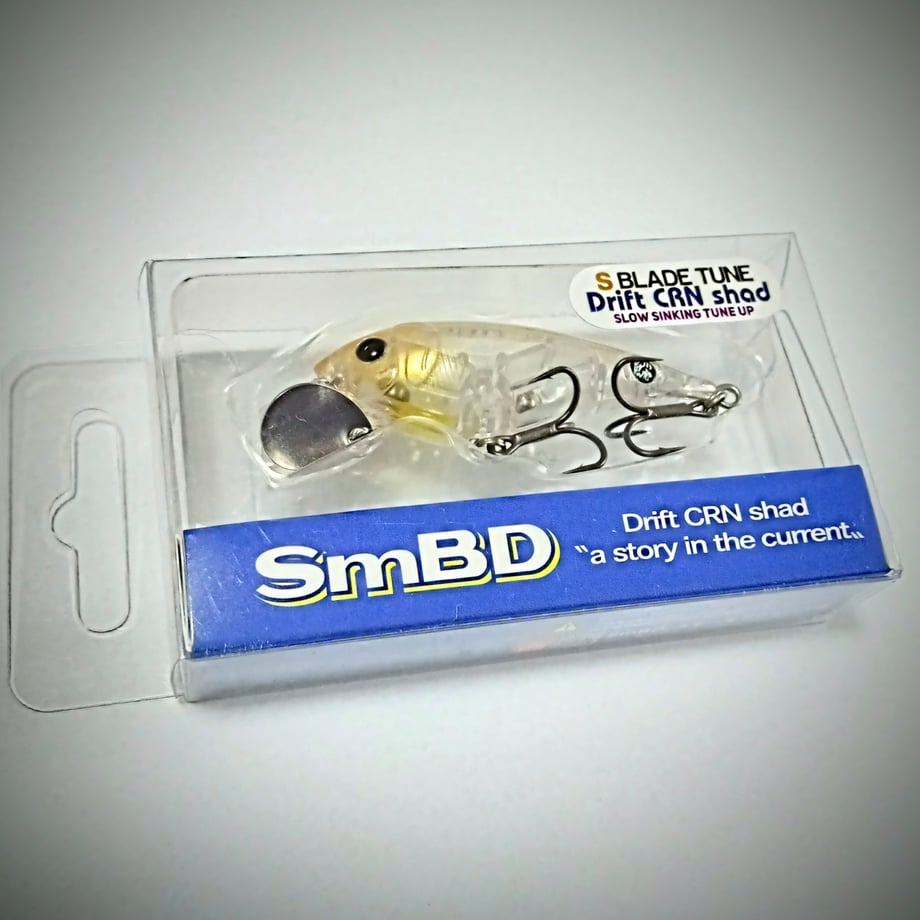 S BLADE TUNE
Drift CRN shad
SLOW SINKING TUNE UP
SmBD
Drift CRN shad
〝a story in the current〟